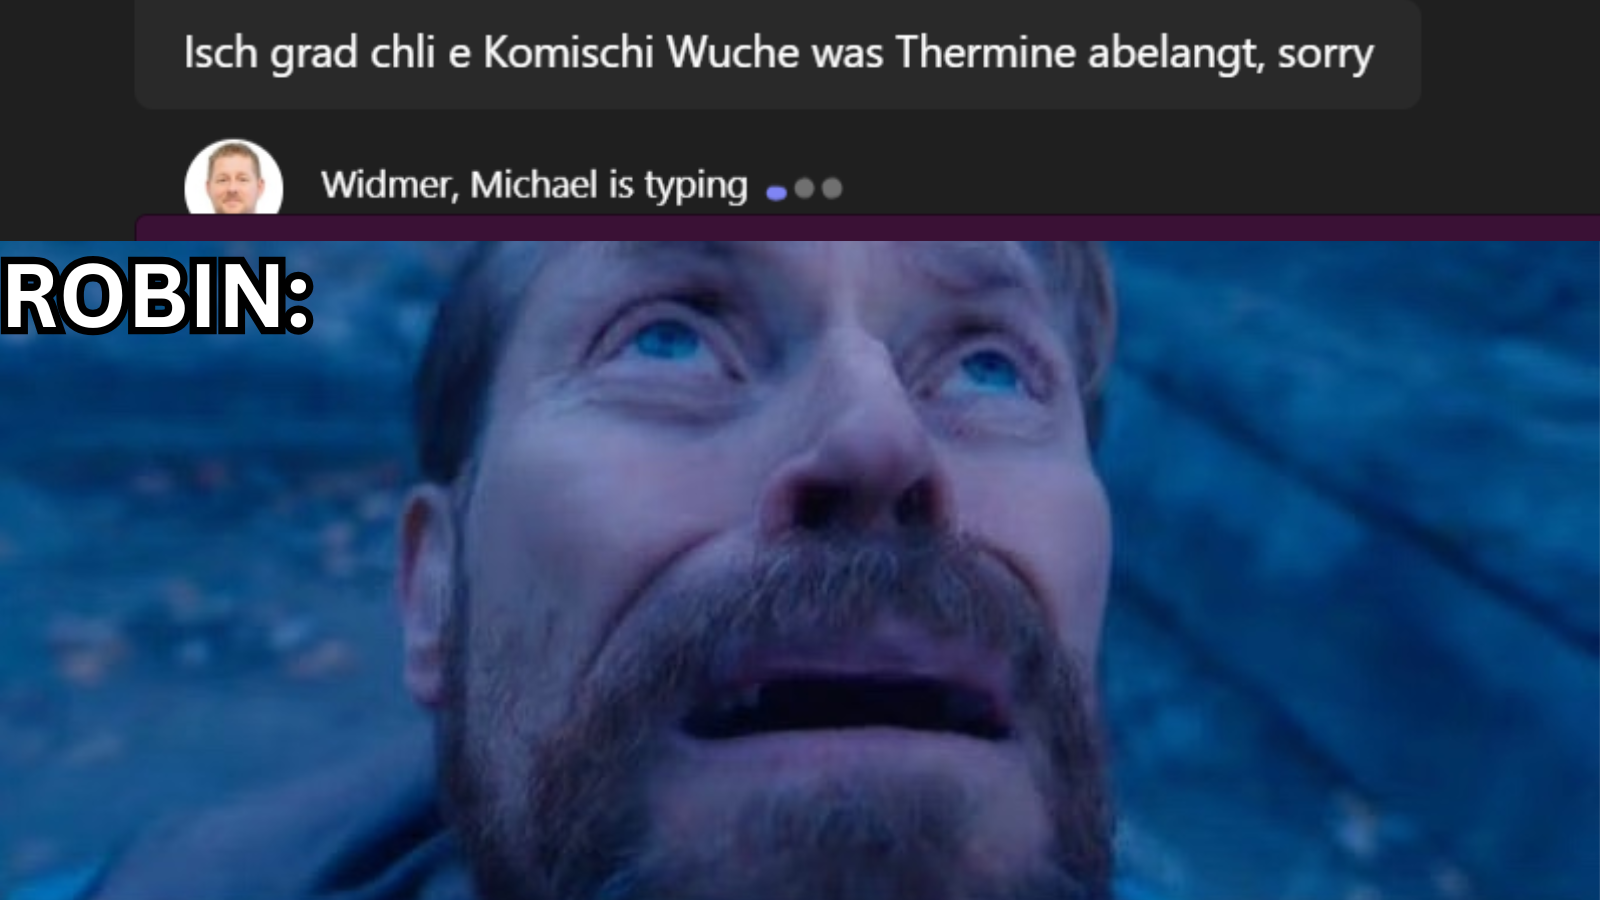 Isch grad chli e Komischi Wuche was Thermine abelangt, sorry
Widmer, Michael is typing
ROBIN: